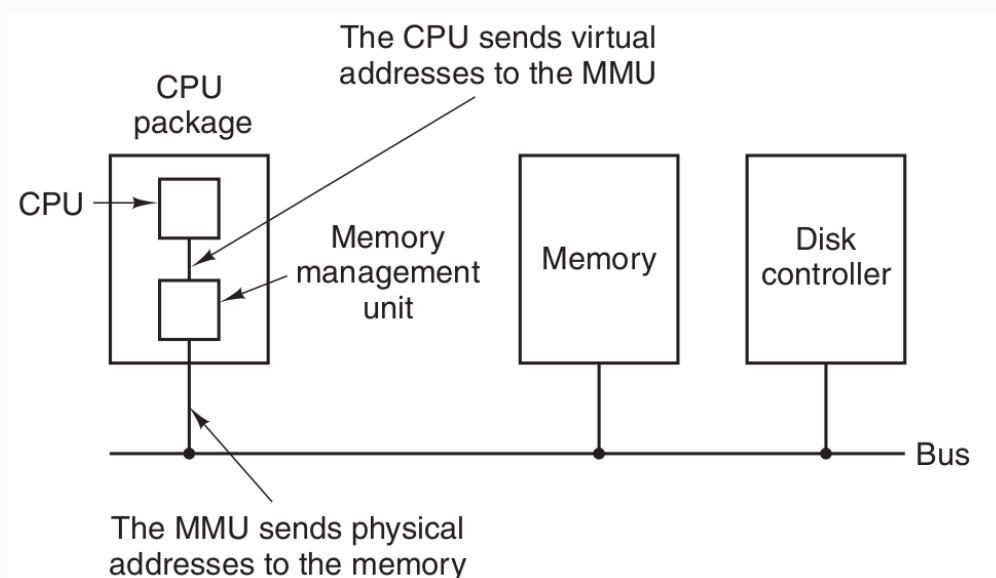 The CPU sends virtual
addresses to the MMU
CPU
package
CPU
Memory
management
unit
Memory
Disk
controller
Bus
The MMU sends physical
addresses to the memory